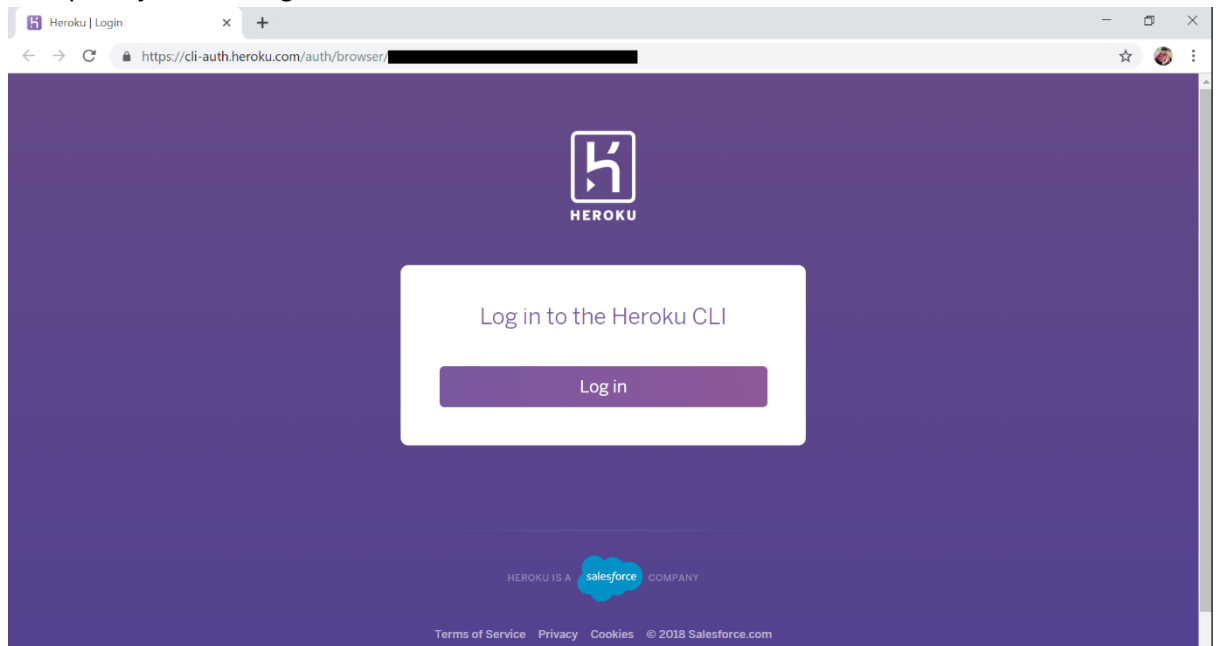 Heroku | Login
https://cli-auth.heroku.com/auth/browser/
HEROKU
Log in to the Heroku CLI
Log in
HEROKU IS A salesforce COMPANY
Terms of Service Privacy Cookies © 2018 Salesforce.com